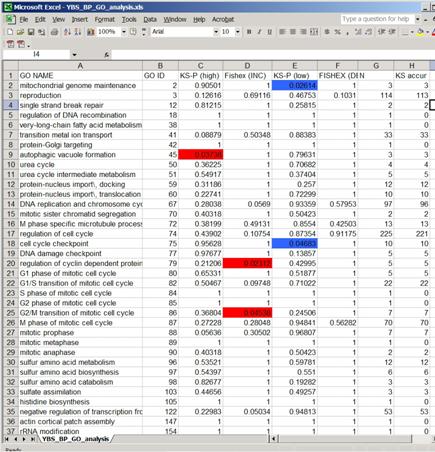 Microsoft Excel - YBS_BP_GO_analysis.xls
File Edit View Insert Format Tools Data Window Help Acrobat Type a question for help
100% Arial 10 B I U
I4
A B C D E F G H
1 GO NAME GO ID KS-P (high) Fishex (INC) KS-P (low) FISHEX (DEN KS accur
2 mitochondrial genome maintenance 2 0.90501 1 0.02614 1 3 3
3 reproduction 3 0.12616 0.69116 0.46753 0.1031 114 113
4 single strand break repair 12 0.81215 1 0.25815 1 2 2
5 regulation of DNA recombination 18 1 1 1 1 1 0
6 very-long-chain fatty acid metabolism 38 1 1 1 1 1 0
7 transition metal ion transport 41 0.08879 0.50348 0.88383 1 33 33
8 protein-Golgi targeting 42 1 1 1 1 1 0
9 autophagic vacuole formation 45 0.03738 1 0.79631 1 3 3
10 urea cycle 50 0.36225 1 0.70682 1 4 4
11 urea cycle intermediate metabolism 51 0.54917 1 0.37404 1 5 5
12 protein-nucleus import\, docking 59 0.31186 1 0.257 1 12 12
13 protein-nucleus import\, translocation 60 0.22741 1 0.72299 1 10 10
14 DNA replication and chromosome cyc 67 0.28038 0.0569 0.93359 0.57953 97 96
15 mitotic sister chromatid segregation 70 0.40318 1 0.50423 1 2 2
16 M phase specific microtubule process 72 0.38199 0.49131 0.8554 0.42503 13 13
17 regulation of cell cycle 74 0.43902 0.10754 0.87354 0.91175 225 221
18 cell cycle checkpoint 75 0.95628 1 0.04683 1 10 10
19 DNA damage checkpoint 77 0.97677 1 0.13857 1 5 5
20 regulation of cyclin dependent protein 79 0.21206 0.02312 0.42995 1 5 5
21 G1 phase of mitotic cell cycle 80 0.65331 1 0.51877 1 5 5
22 G1/S transition of mitotic cell cycle 82 0.50467 0.09748 0.71022 1 22 22
23 S phase of mitotic cell cycle 84 1 1 1 1 1 0
24 G2 phase of mitotic cell cycle 85 1 1 1 1 1 0
25 G2/M transition of mitotic cell cycle 86 0.36804 0.04530 0.24506 1 7 7
26 M phase of mitotic cell cycle 87 0.27228 0.28048 0.94841 0.56282 70 70
27 mitotic prophase 88 0.05636 0.30502 0.96807 1 7 7
28 mitotic metaphase 89 1 1 1 1 1 0
29 mitotic anaphase 90 0.40318 1 0.50423 1 2 2
30 sulfur amino acid metabolism 96 0.53521 1 0.59781 1 12 12
31 sulfur amino acid biosynthesis 97 0.54397 1 0.551 1 6 6
32 sulfur amino acid catabolism 98 0.82677 1 0.19282 1 3 3
33 sulfate assimilation 103 0.44656 1 0.49257 1 3 3
34 histidine biosynthesis 105 1 1 1 1 1 0
35 negative regulation of transcription frc 122 0.22983 0.05034 0.94813 1 53 53
36 actin cortical patch assembly 147 1 1 1 1 1 0
37 rRNA modification 154 1 1 1 1 1 0
YBS_BP_GO_analysis
Ready